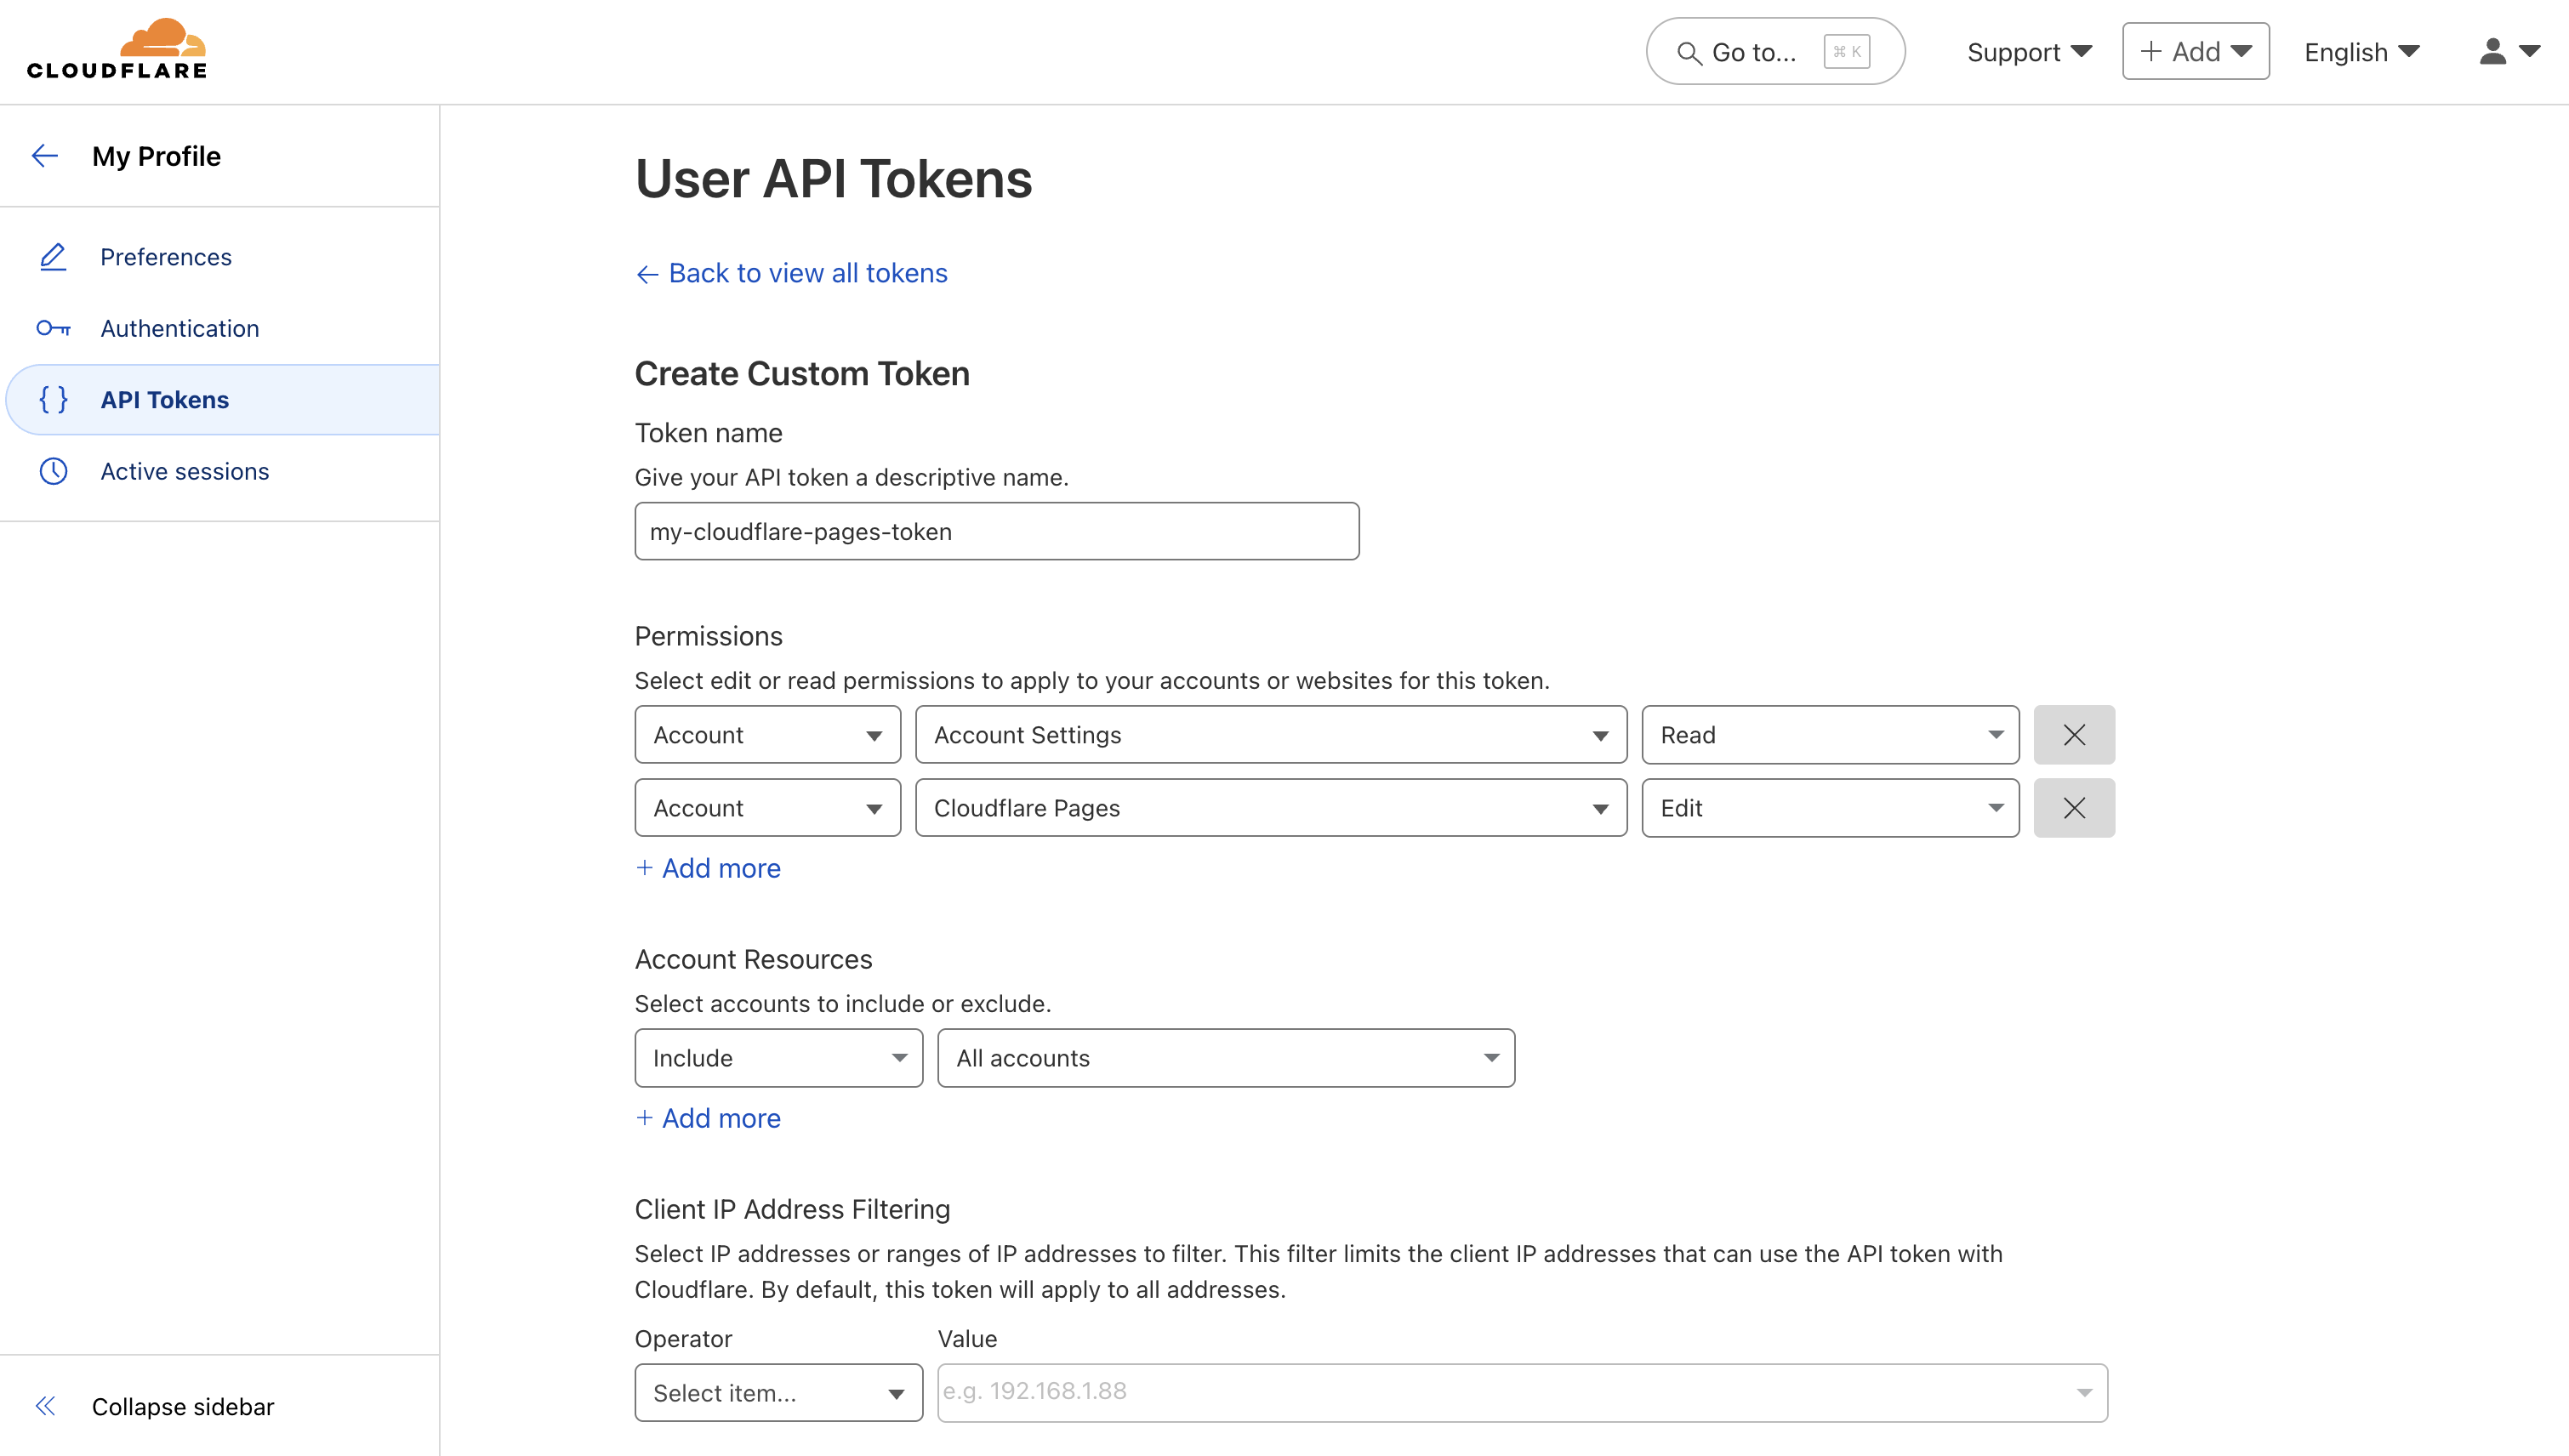 CLOUDFLARE
Go to...
⌘ K
Support
+ Add
English
My Profile
Preferences
Authentication
API Tokens
Active sessions
Collapse sidebar
User API Tokens
← Back to view all tokens
Create Custom Token
Token name
Give your API token a descriptive name.
my-cloudflare-pages-token
Permissions
Select edit or read permissions to apply to your accounts or websites for this token.
Account Account Settings Read
Account Cloudflare Pages Edit
+ Add more
Account Resources
Select accounts to include or exclude.
Include All accounts
+ Add more
Client IP Address Filtering
Select IP addresses or ranges of IP addresses to filter. This filter limits the client IP addresses that can use the API token with
Cloudflare. By default, this token will apply to all addresses.
Operator Value
Select item... e.g. 192.168.1.88